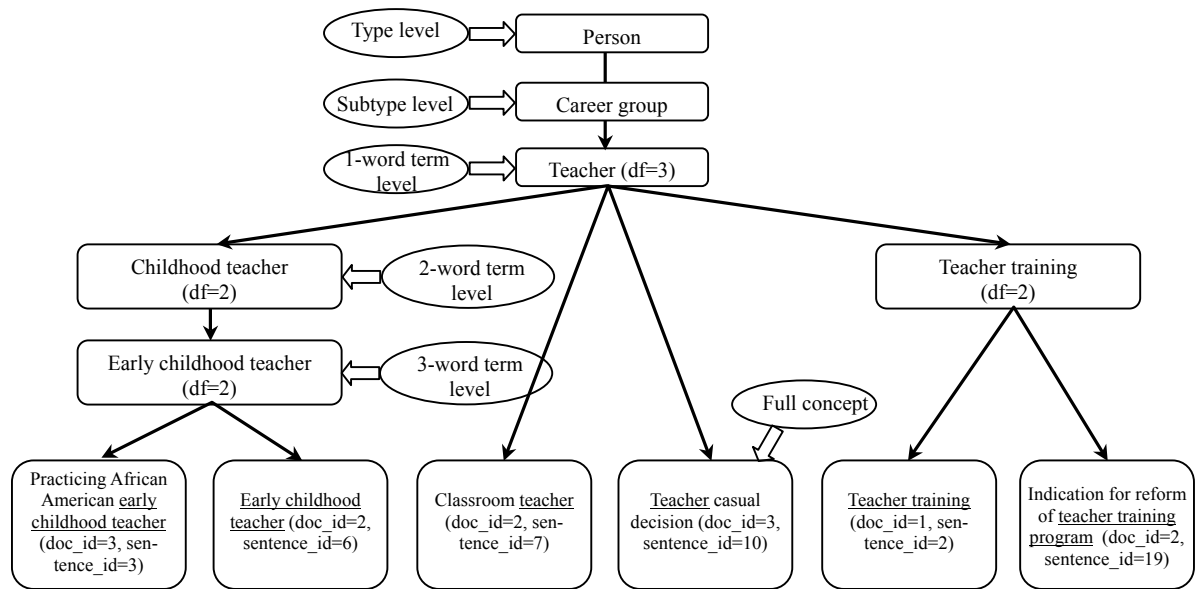 Type level
Person
Subtype level
Career group
1-word term
level
Teacher (df=3)
Childhood teacher
(df=2)
2-word term
level
Teacher training
(df=2)
Early childhood teacher
(df=2)
3-word term
level
Full concept
Practicing African
American early
childhood teacher
(doc_id=3, sen-
tence_id=3)
Early childhood
teacher (doc_id=2,
sentence_id=6)
Classroom teacher
(doc_id=2, sen-
tence_id=7)
Teacher casual
decision (doc_id=3,
sentence_id=10)
Teacher training
(doc_id=1, sen-
tence_id=2)
Indication for reform
of teacher training
program (doc_id=2,
sentence_id=19)